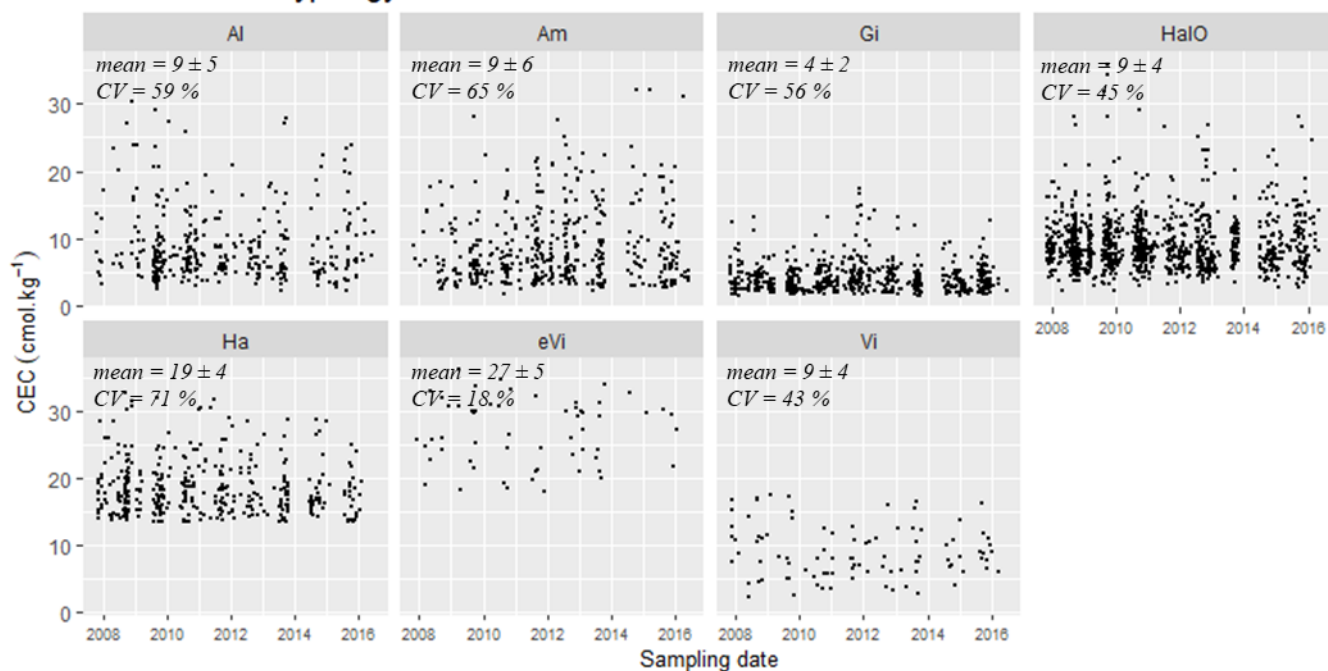 Al Am Gi HalO
mean = 9 ± 5 mean = 9 ± 6 mean = 4 ± 2 mean = 9 ± 4
CV = 59 % CV = 65 % CV = 56 % CV = 45 %
30
20
10
0
2008 2010 2012 2014 2016
Ha eVi Vi
mean = 19 ± 4 mean = 27 ± 5 mean = 9 ± 4
CV = 71 % CV = 18 % CV = 43 %
30
20
10
0
2008 2010 2012 2014 2016 2008 2010 2012 2014 2016 2008 2010 2012 2014 2016
CEC (cmol.kg⁻¹)
Sampling date